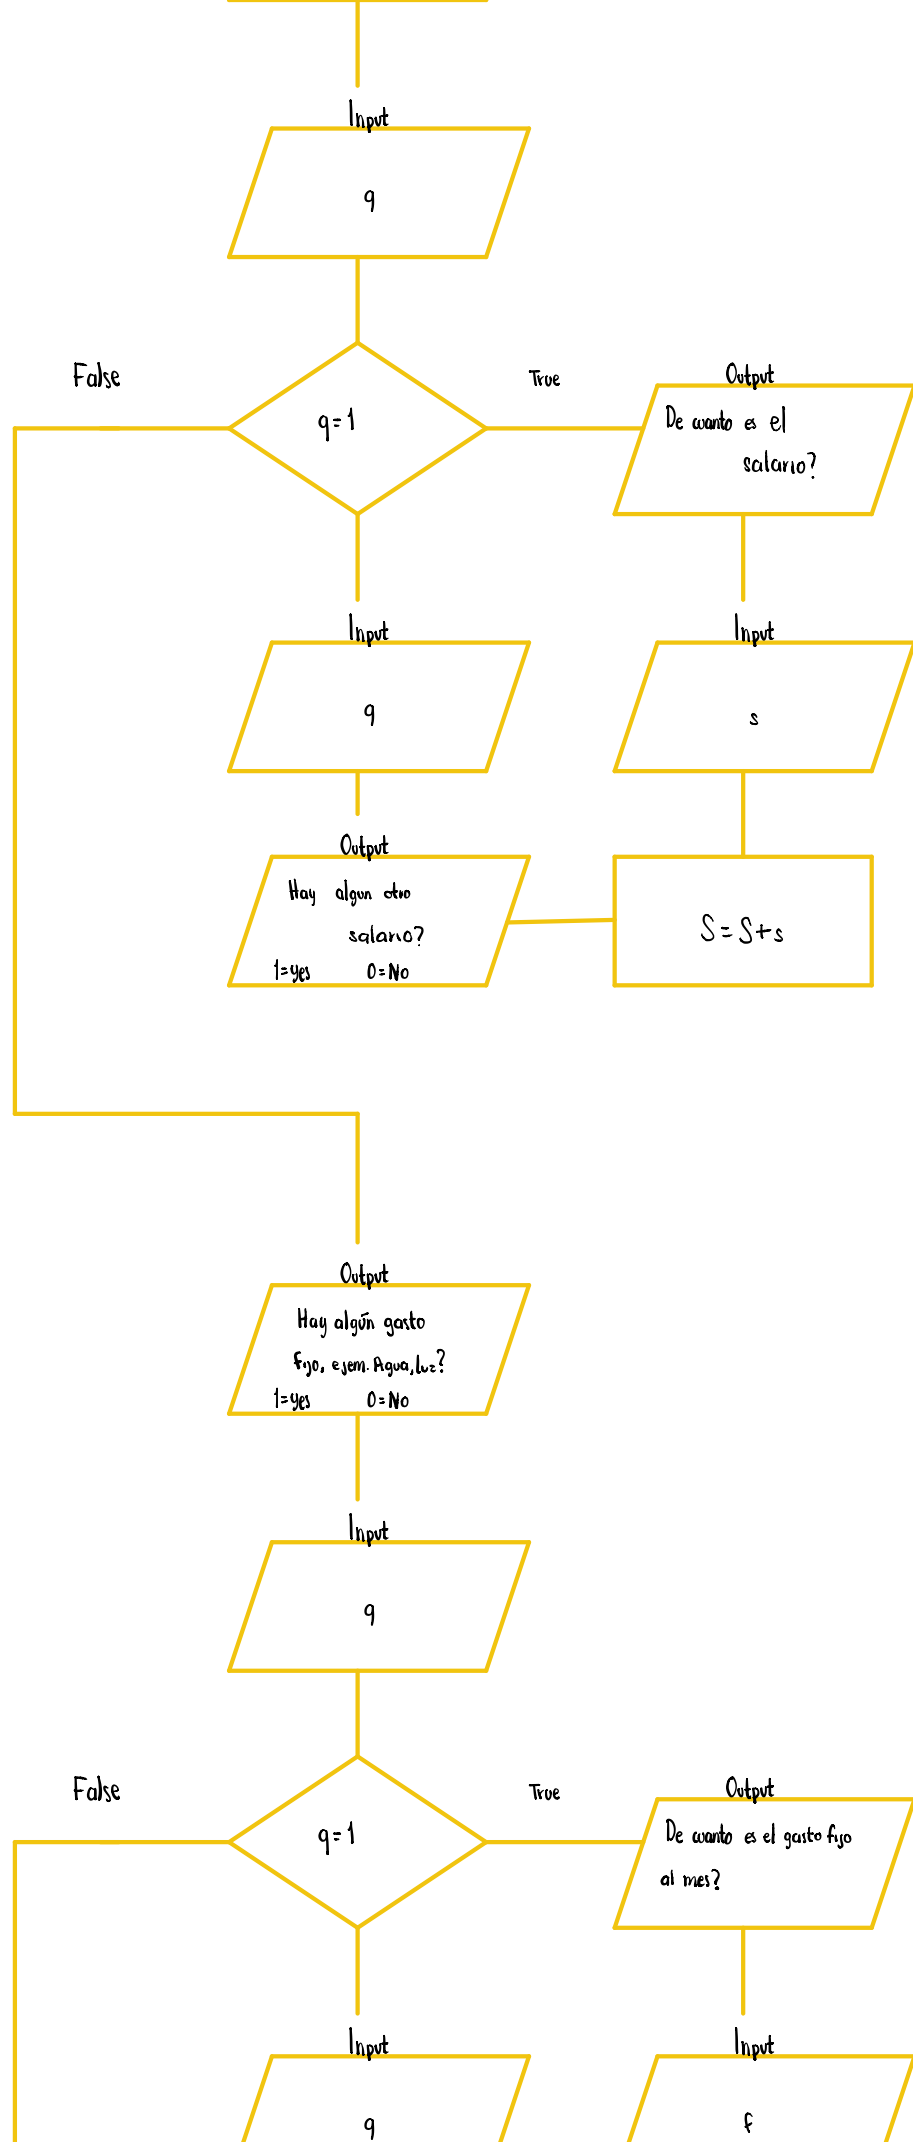 Input
q
False
q=1
True
Output
De cuanto es el
salario?
Input
q
Input
s
Output
Hay algun otro
salario?
1=yes 0=No
S=S+s
Output
Hay algún gasto
fijo, ejem. Agua, luz?
1=yes 0=No
Input
q
False
q=1
True
Output
De cuanto es el gasto fijo
al mes?
Input
q
Input
f